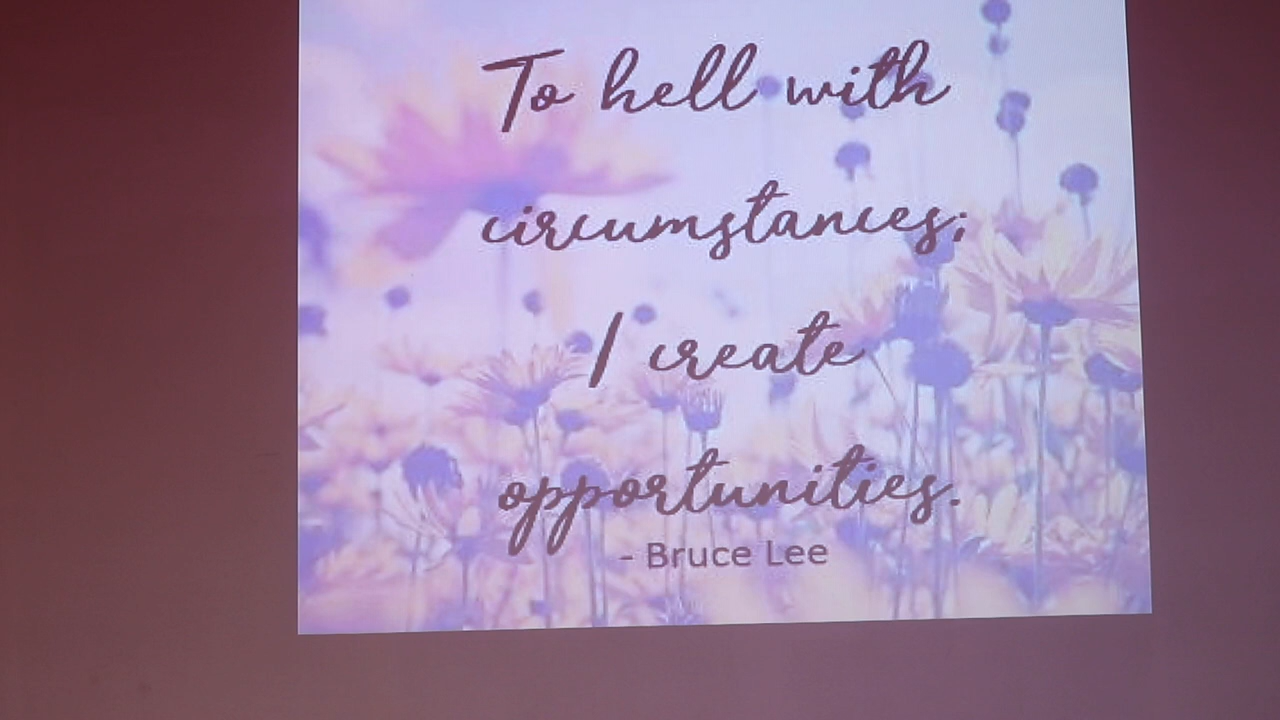 To hell with
circumstances;
I create
opportunities.
- Bruce Lee